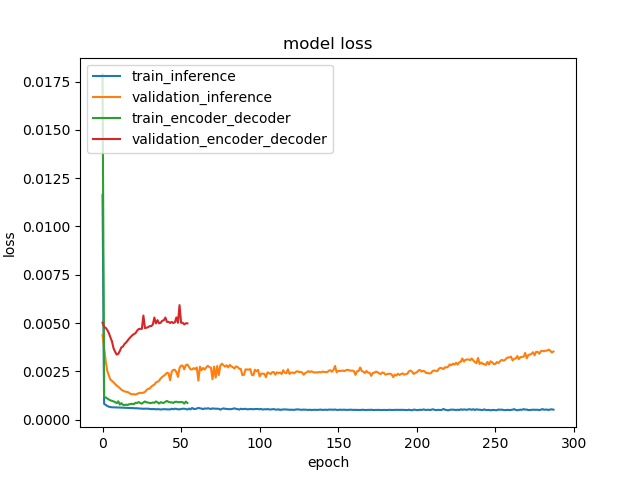 model loss
train_inference
validation_inference
train_encoder_decoder
validation_encoder_decoder
0.0175
0.0150
0.0125
0.0100
0.0075
0.0050
0.0025
0.0000
loss
0 50 100 150 200 250 300
epoch